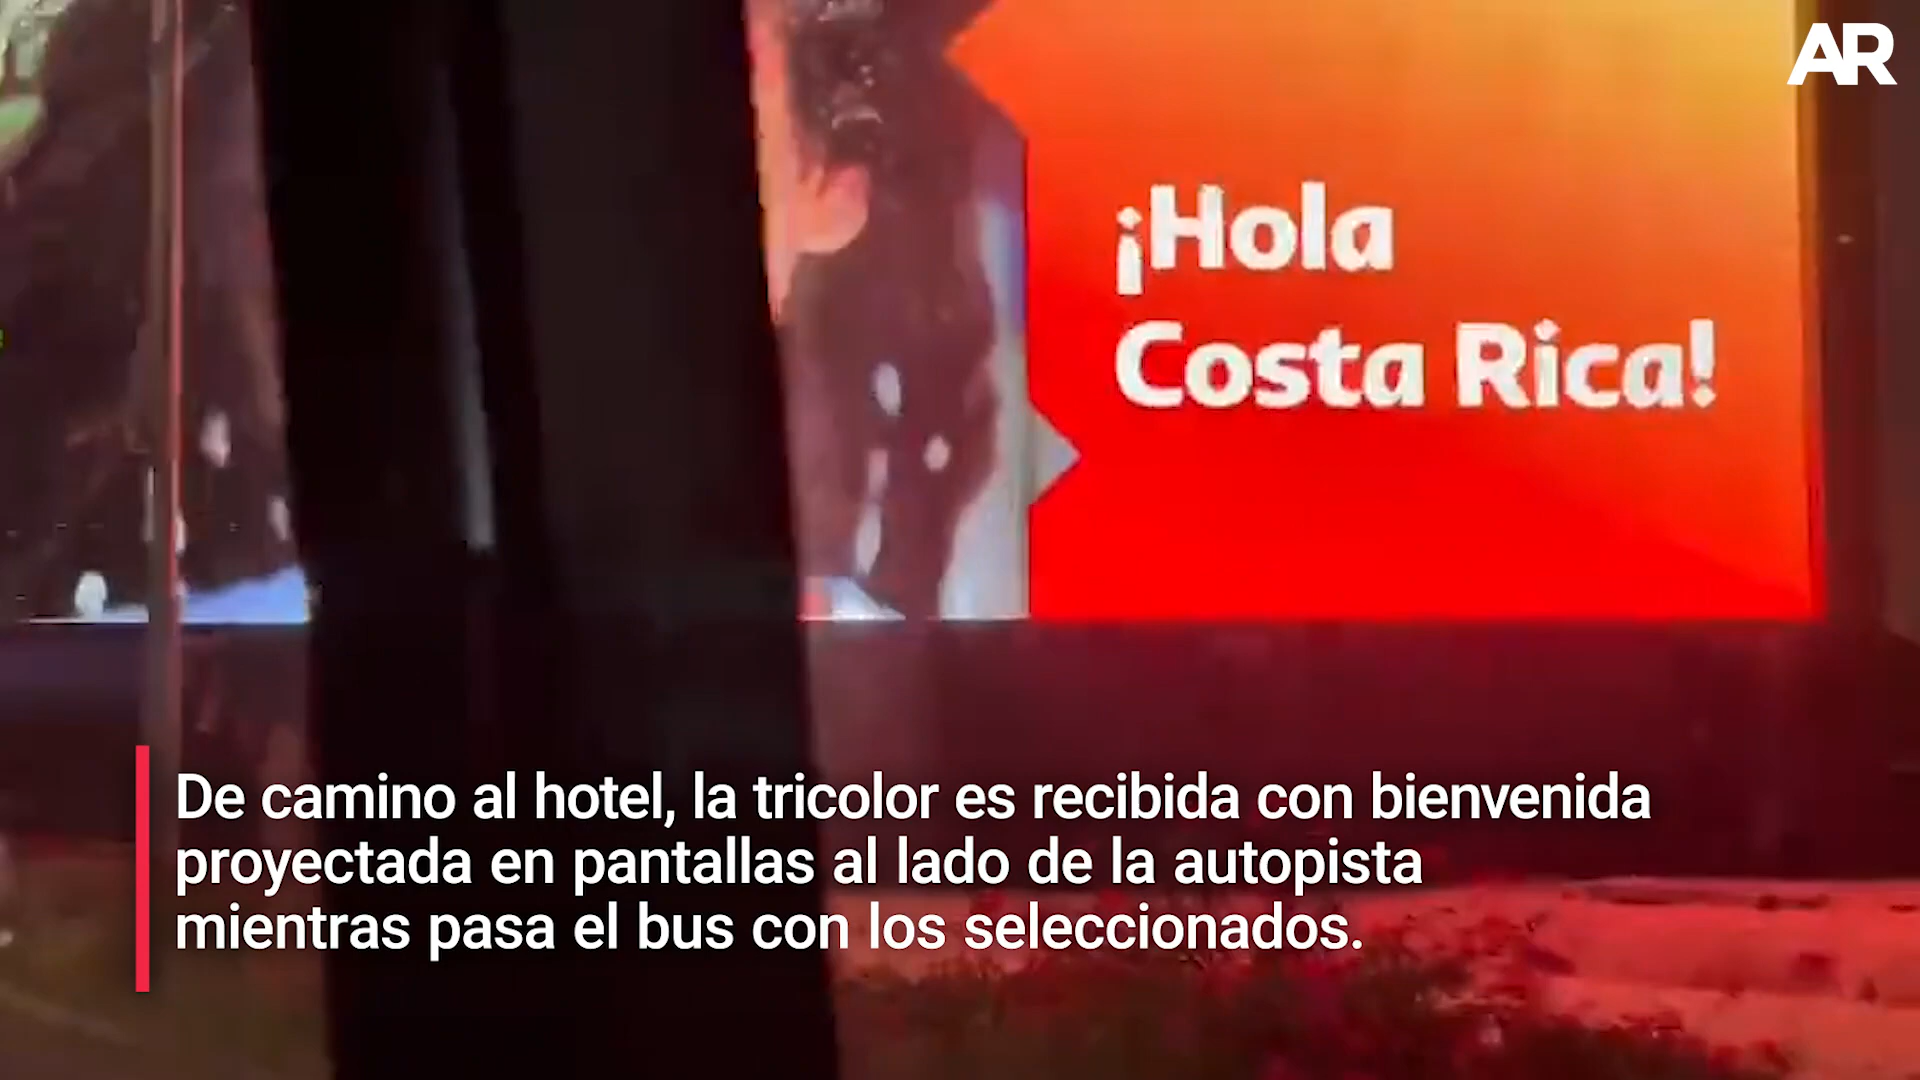 AR
¡Hola
Costa Rica!
De camino al hotel, la tricolor es recibida con bienvenida
proyectada en pantallas al lado de la autopista
mientras pasa el bus con los seleccionados.